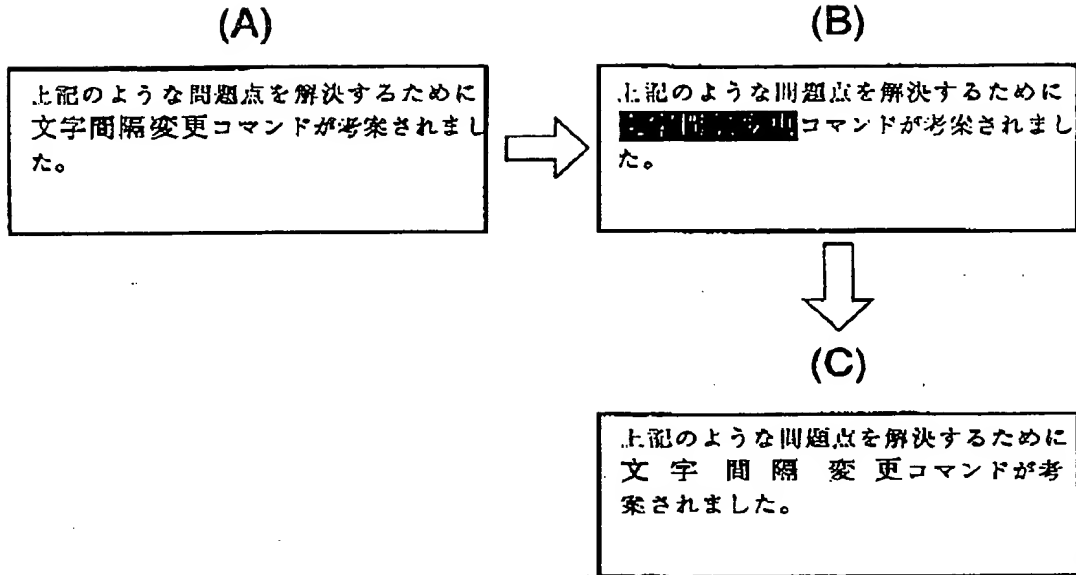 (A)
上記のような問題点を解決するために
文字間隔変更コマンドが考案されまし
た。
(B)
上記のような問題点を解決するために
コマンドが考案されまし
た。
(C)
上記のような問題点を解決するために
文字間隔変更コマンドが考
案されました。